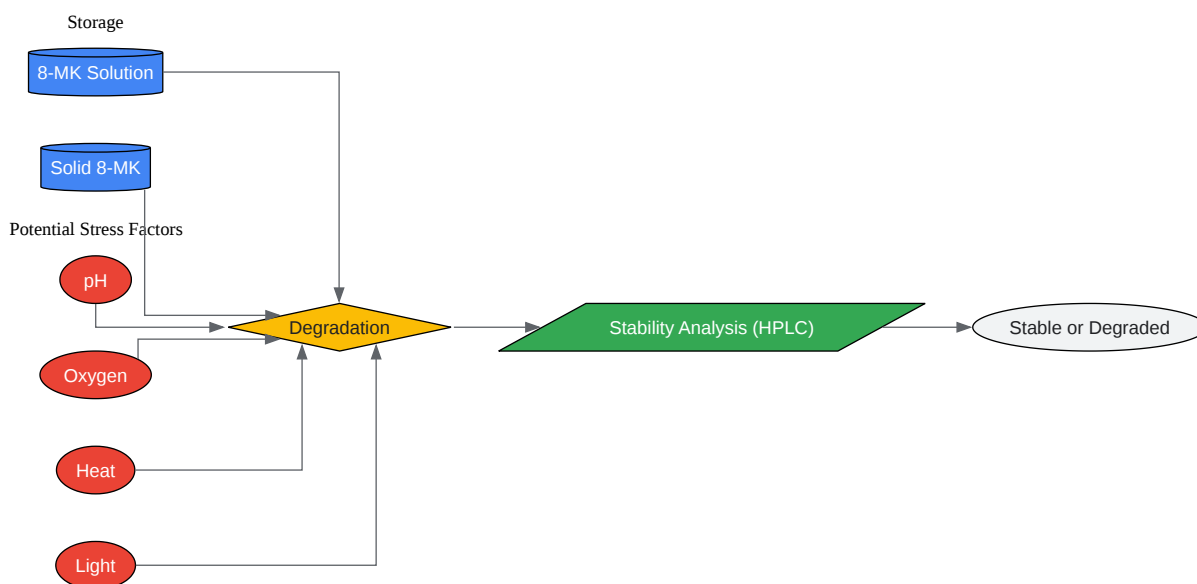 Storage
8-MK Solution
Solid 8-MK
Potential Stress Factors
pH
Degradation
Stability Analysis (HPLC)
Stable or Degraded
Oxygen
Heat
Light